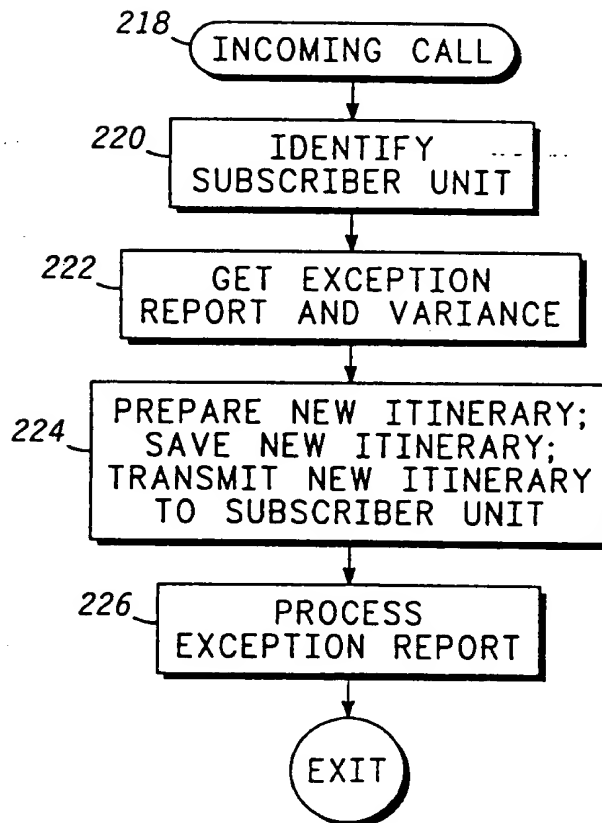 218
INCOMING CALL
220
IDENTIFY
SUBSCRIBER UNIT
222
GET EXCEPTION
REPORT AND VARIANCE
224
PREPARE NEW ITINERARY;
SAVE NEW ITINERARY;
TRANSMIT NEW ITINERARY
TO SUBSCRIBER UNIT
226
PROCESS
EXCEPTION REPORT
EXIT